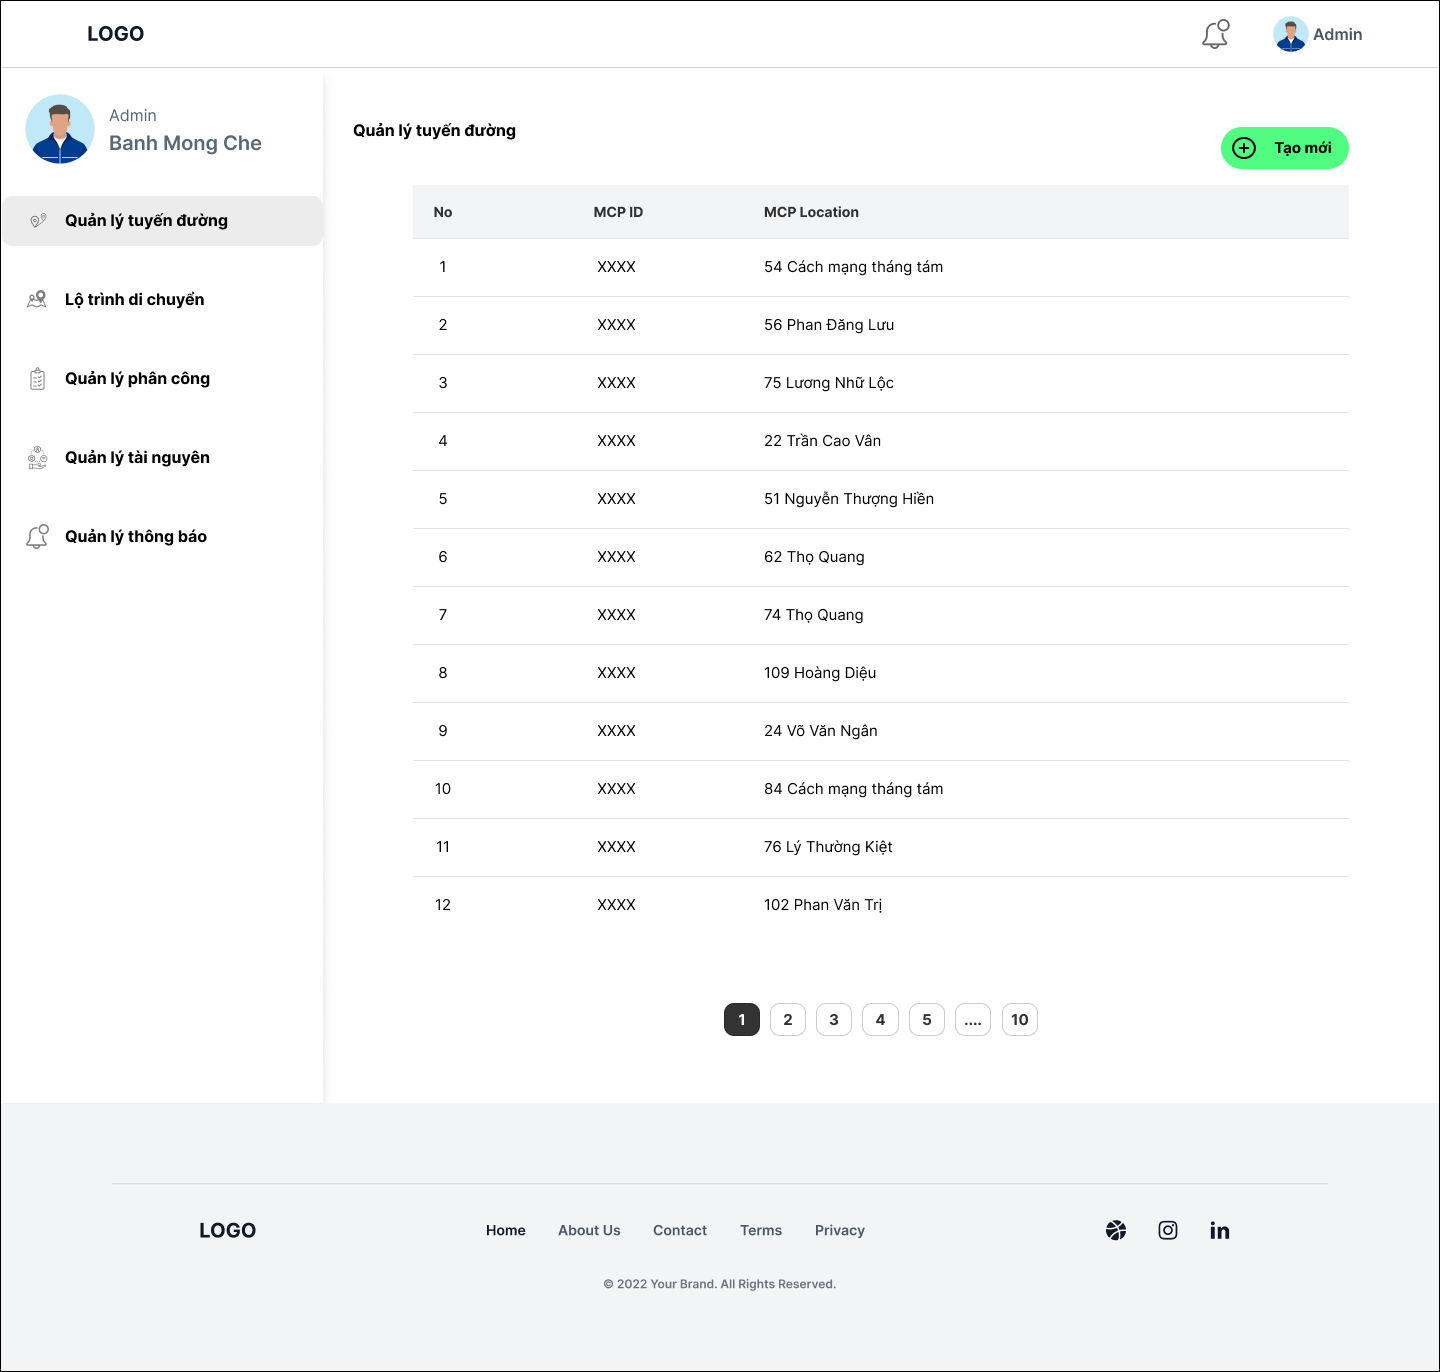 LOGO
Admin
Admin
Banh Mong Che
Quản lý tuyến đường
Lộ trình di chuyển
Quản lý phân công
Quản lý tài nguyên
Quản lý thông báo
Quản lý tuyến đường
Tạo mới
No MCP ID MCP Location
1 XXXX 54 Cách mạng tháng tám
2 XXXX 56 Phan Đăng Lưu
3 XXXX 75 Lương Nhữ Lộc
4 XXXX 22 Trần Cao Vân
5 XXXX 51 Nguyễn Thượng Hiền
6 XXXX 62 Thọ Quang
7 XXXX 74 Thọ Quang
8 XXXX 109 Hoàng Diệu
9 XXXX 24 Võ Văn Ngân
10 XXXX 84 Cách mạng tháng tám
11 XXXX 76 Lý Thường Kiệt
12 XXXX 102 Phan Văn Trị
1 2 3 4 5 .... 10
LOGO Home About Us Contact Terms Privacy
© 2022 Your Brand. All Rights Reserved.